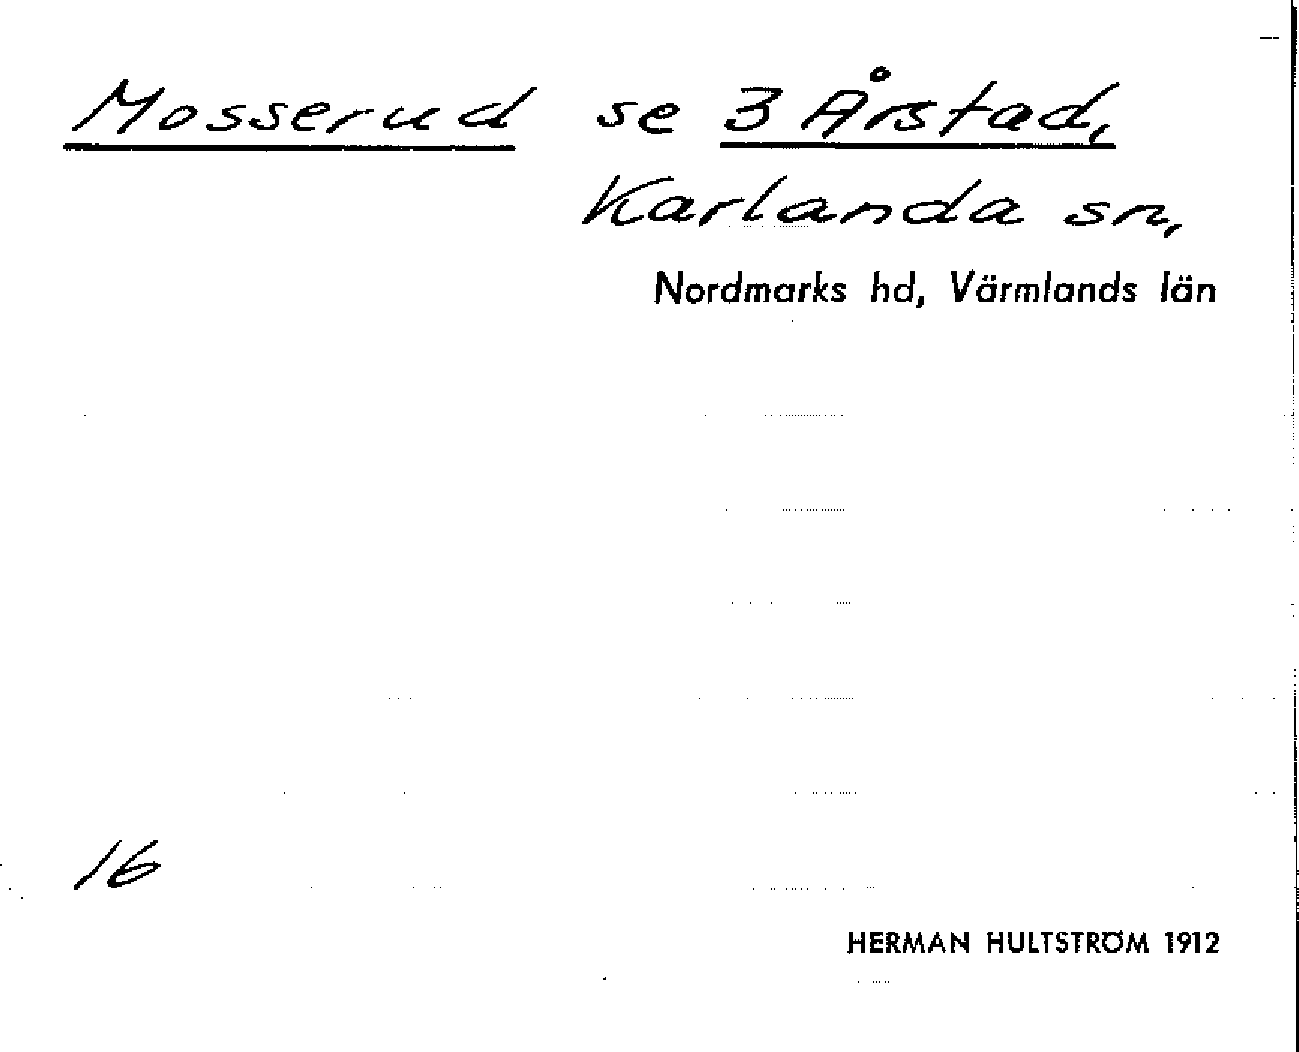 Mosserud se 3 Årstad,
Karlanda sn,
Nordmarks hd, Värmlands län
16
HERMAN HULTSTRÖM 1912